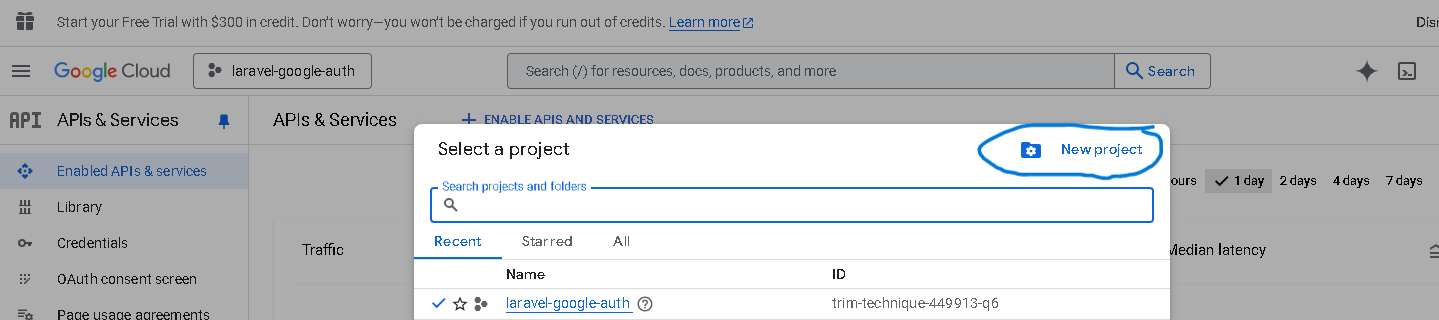 Start your Free Trial with $300 in credit. Don't worry—you won't be charged if you run out of credits. Learn more
Google Cloud
laravel-google-auth
Search (/) for resources, docs, products, and more
Search
API
APIs & Services
APIs & Services
ENABLE APIS AND SERVICES
Select a project
New project
Enabled APIs & services
Search projects and folders
ours
1 day
2 days
4 days
7 days
Library
Recent
Starred
All
Credentials
Traffic
Median latency
Name
ID
OAuth consent screen
laravel-google-auth
trim-technique-449913-q6
Page usage agreements